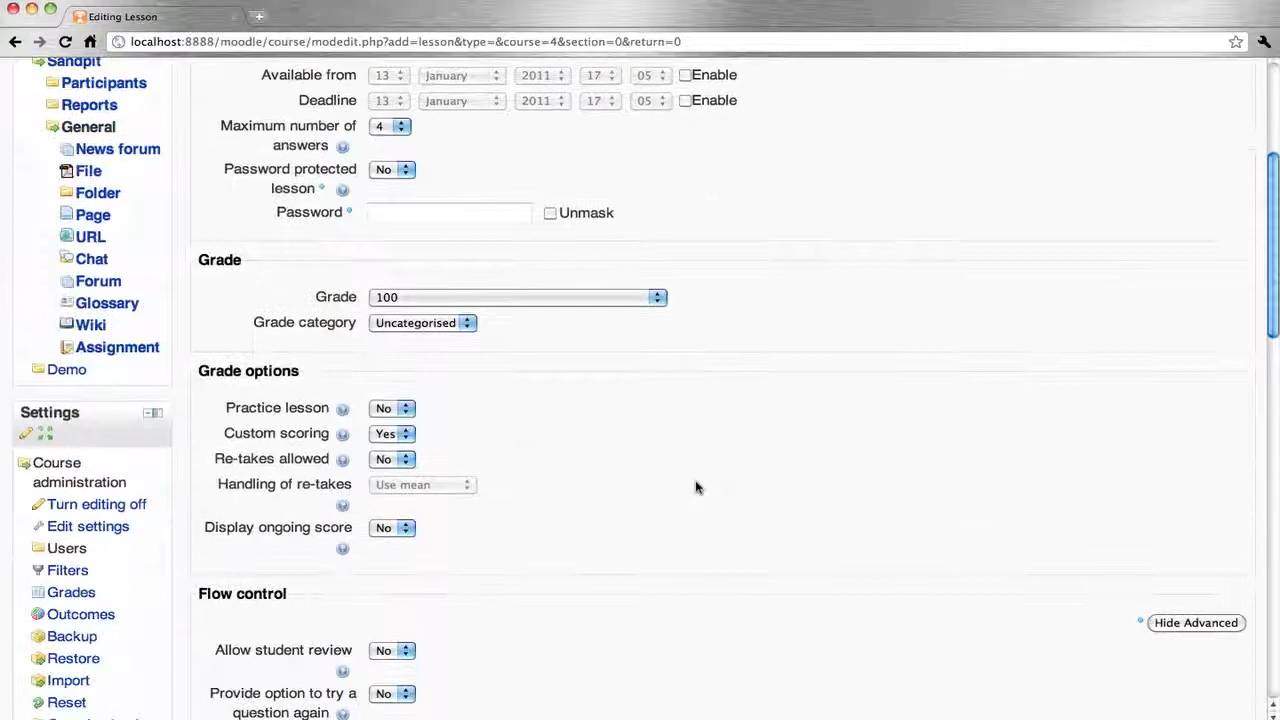 Editing Lesson
localhost:8888/moodle/course/modedit.php?add=lesson&type=&course=4&section=0&return=0
Sandpit
Participants
Reports
General
News forum
File
Folder
Page
URL
Chat
Forum
Glossary
Wiki
Assignment
Demo
Settings
Course
administration
Turn editing off
Edit settings
Users
Filters
Grades
Outcomes
Backup
Restore
Import
Reset
Available from 13 January 2011 17 05 Enable
Deadline 13 January 2011 17 05 Enable
Maximum number of
answers
4
Password protected
lesson
No
Password Unmask
Grade
Grade 100
Grade category Uncategorised
Grade options
Practice lesson No
Custom scoring Yes
Re-takes allowed No
Handling of re-takes Use mean
Display ongoing score No
Flow control
Hide Advanced
Allow student review No
Provide option to try a
question again
No